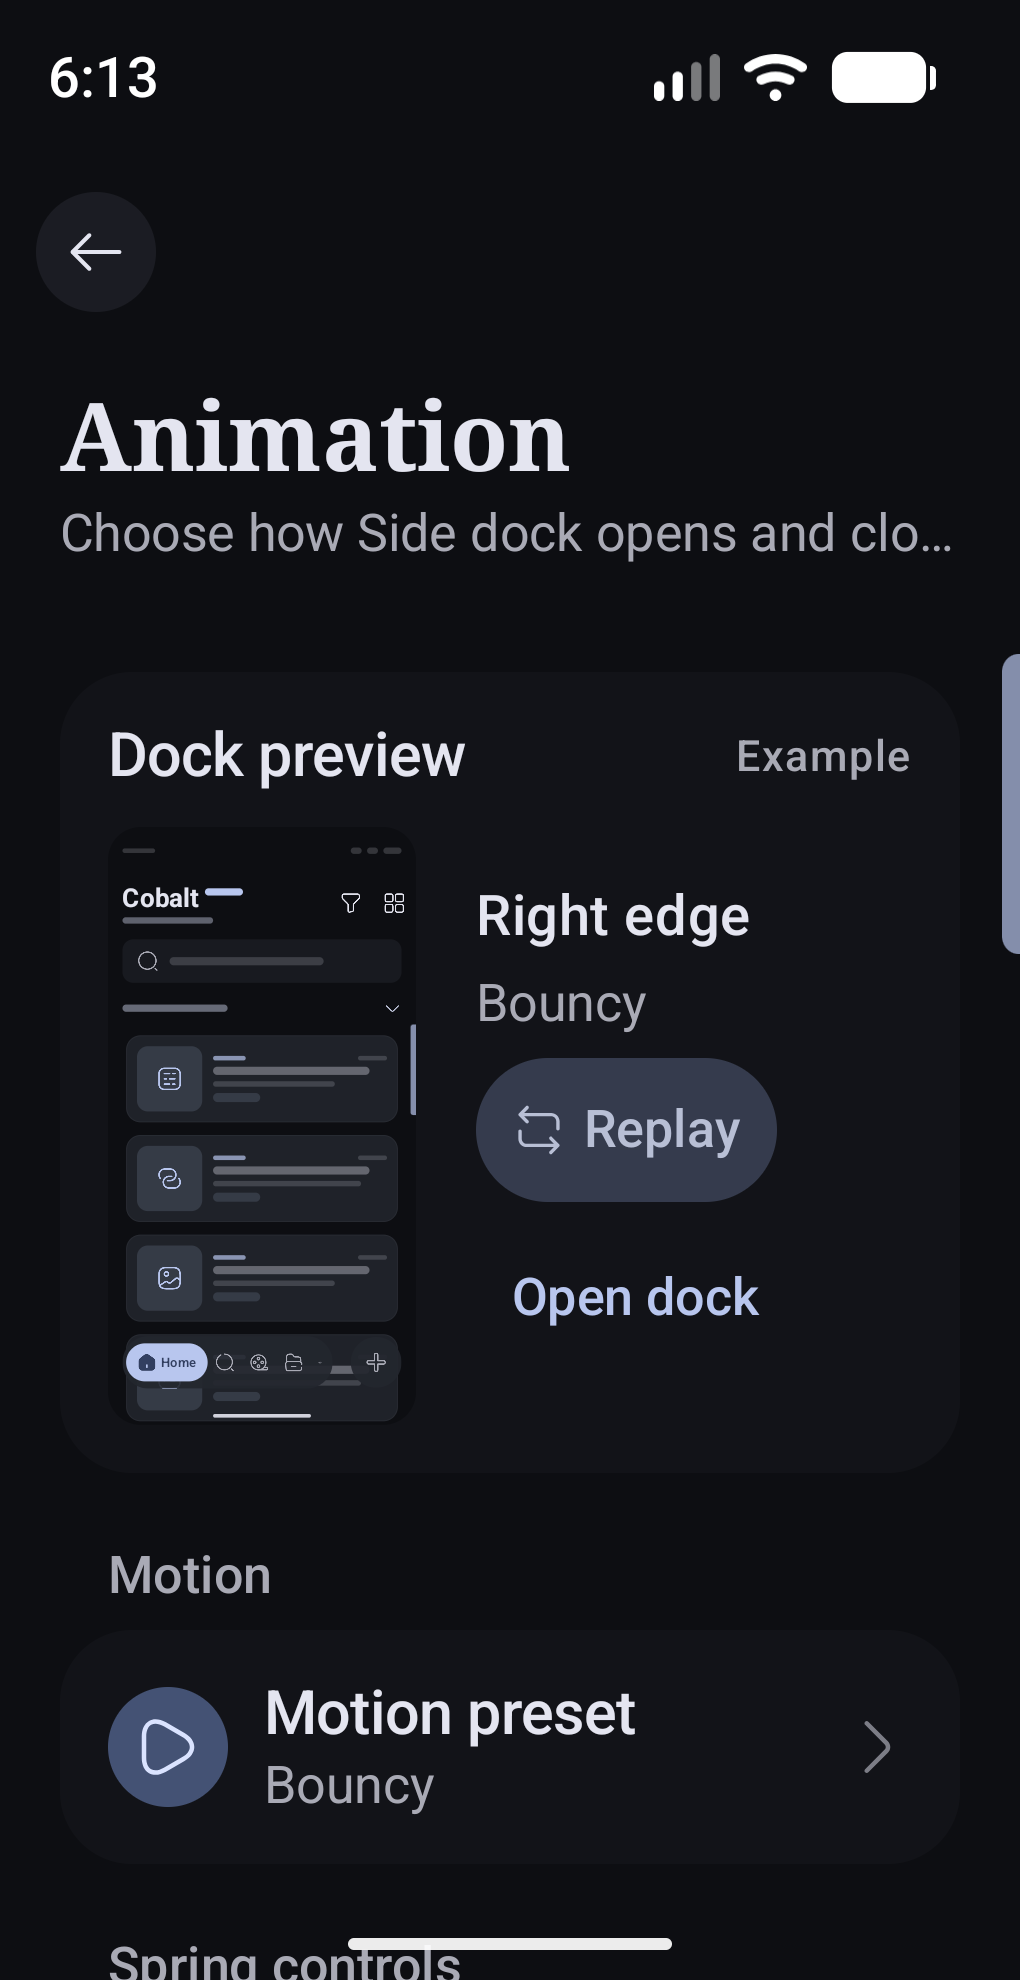 6:13
Animation
Choose how Side dock opens and clo...
Dock preview
Example
Cobalt
Home
Right edge
Bouncy
Replay
Open dock
Motion
Motion preset
Bouncy
Spring controls